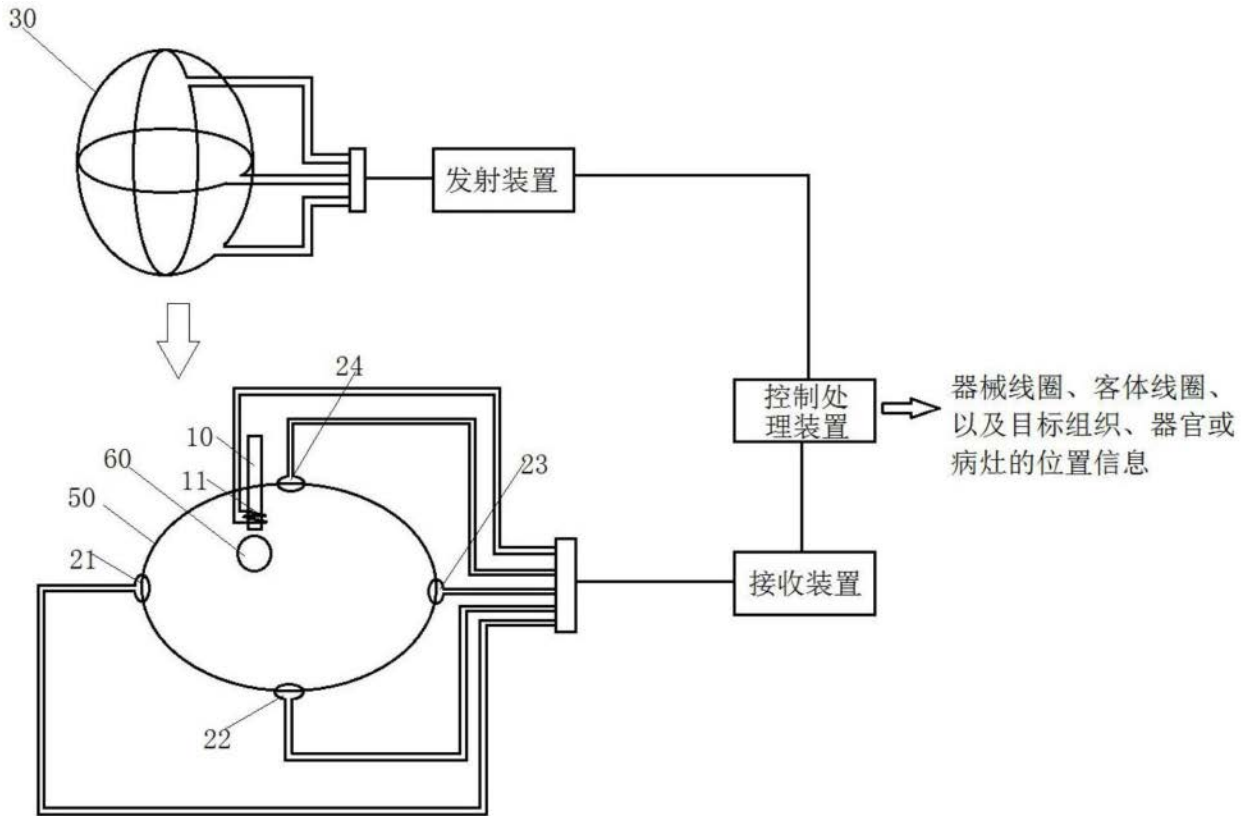 30
发射装置
24
控制处
理装置
器械线圈、客体线圈、
以及目标组织、器官或
病灶的位置信息
10
23
11
60
50
21
接收装置
22